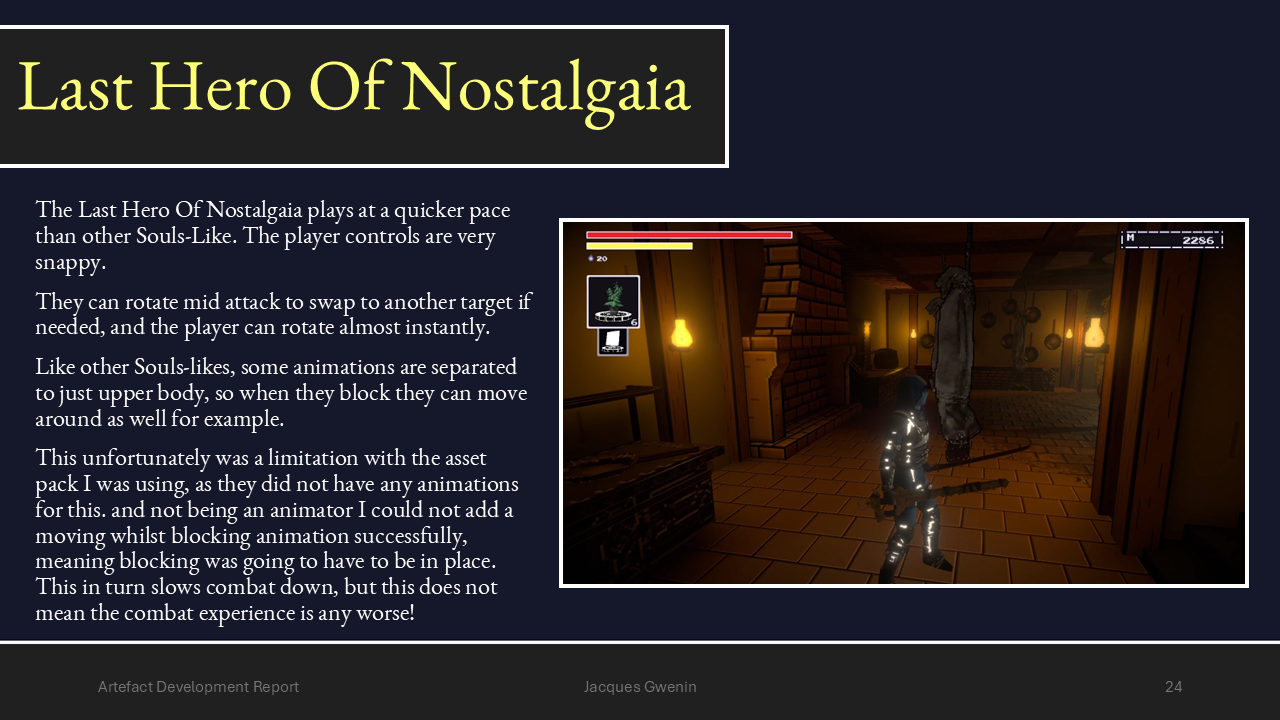 Last Hero Of Nostalgaia
The Last Hero Of Nostalgaia plays at a quicker pace
than other Souls-Like. The player controls are very
snappy.
They can rotate mid attack to swap to another target if
needed, and the player can rotate almost instantly.
Like other Souls-likes, some animations are separated
to just upper body, so when they block they can move
around as well for example.
This unfortunately was a limitation with the asset
pack I was using, as they did not have any animations
for this. and not being an animator I could not add a
moving whilst blocking animation successfully,
meaning blocking was going to have to be in place.
This in turn slows combat down, but this does not
mean the combat experience is any worse!
20
6
M 2286
Artefact Development Report
Jacques Gwenin
24